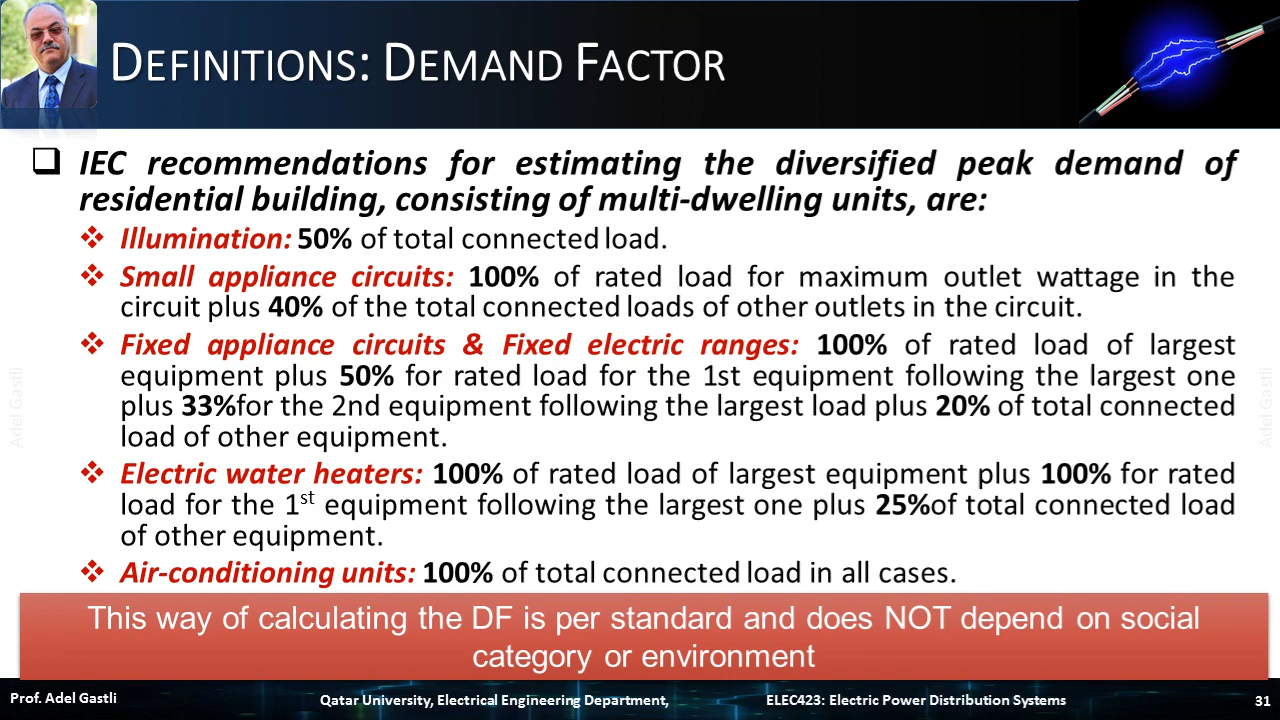 DEFINITIONS: DEMAND FACTOR
❑ IEC recommendations for estimating the diversified peak demand of
residential building, consisting of multi-dwelling units, are:
❖ Illumination: 50% of total connected load.
❖ Small appliance circuits: 100% of rated load for maximum outlet wattage in the
circuit plus 40% of the total connected loads of other outlets in the circuit.
❖ Fixed appliance circuits & Fixed electric ranges: 100% of rated load of largest
equipment plus 50% for rated load for the 1st equipment following the largest one
plus 33%for the 2nd equipment following the largest load plus 20% of total connected
load of other equipment.
❖ Electric water heaters: 100% of rated load of largest equipment plus 100% for rated
load for the 1st equipment following the largest one plus 25%of total connected load
of other equipment.
❖ Air-conditioning units: 100% of total connected load in all cases.
This way of calculating the DF is per standard and does NOT depend on social
category or environment
Adel Gastli
Adel Gastli
Prof. Adel Gastli Qatar University, Electrical Engineering Department, ELEC423: Electric Power Distribution Systems 31